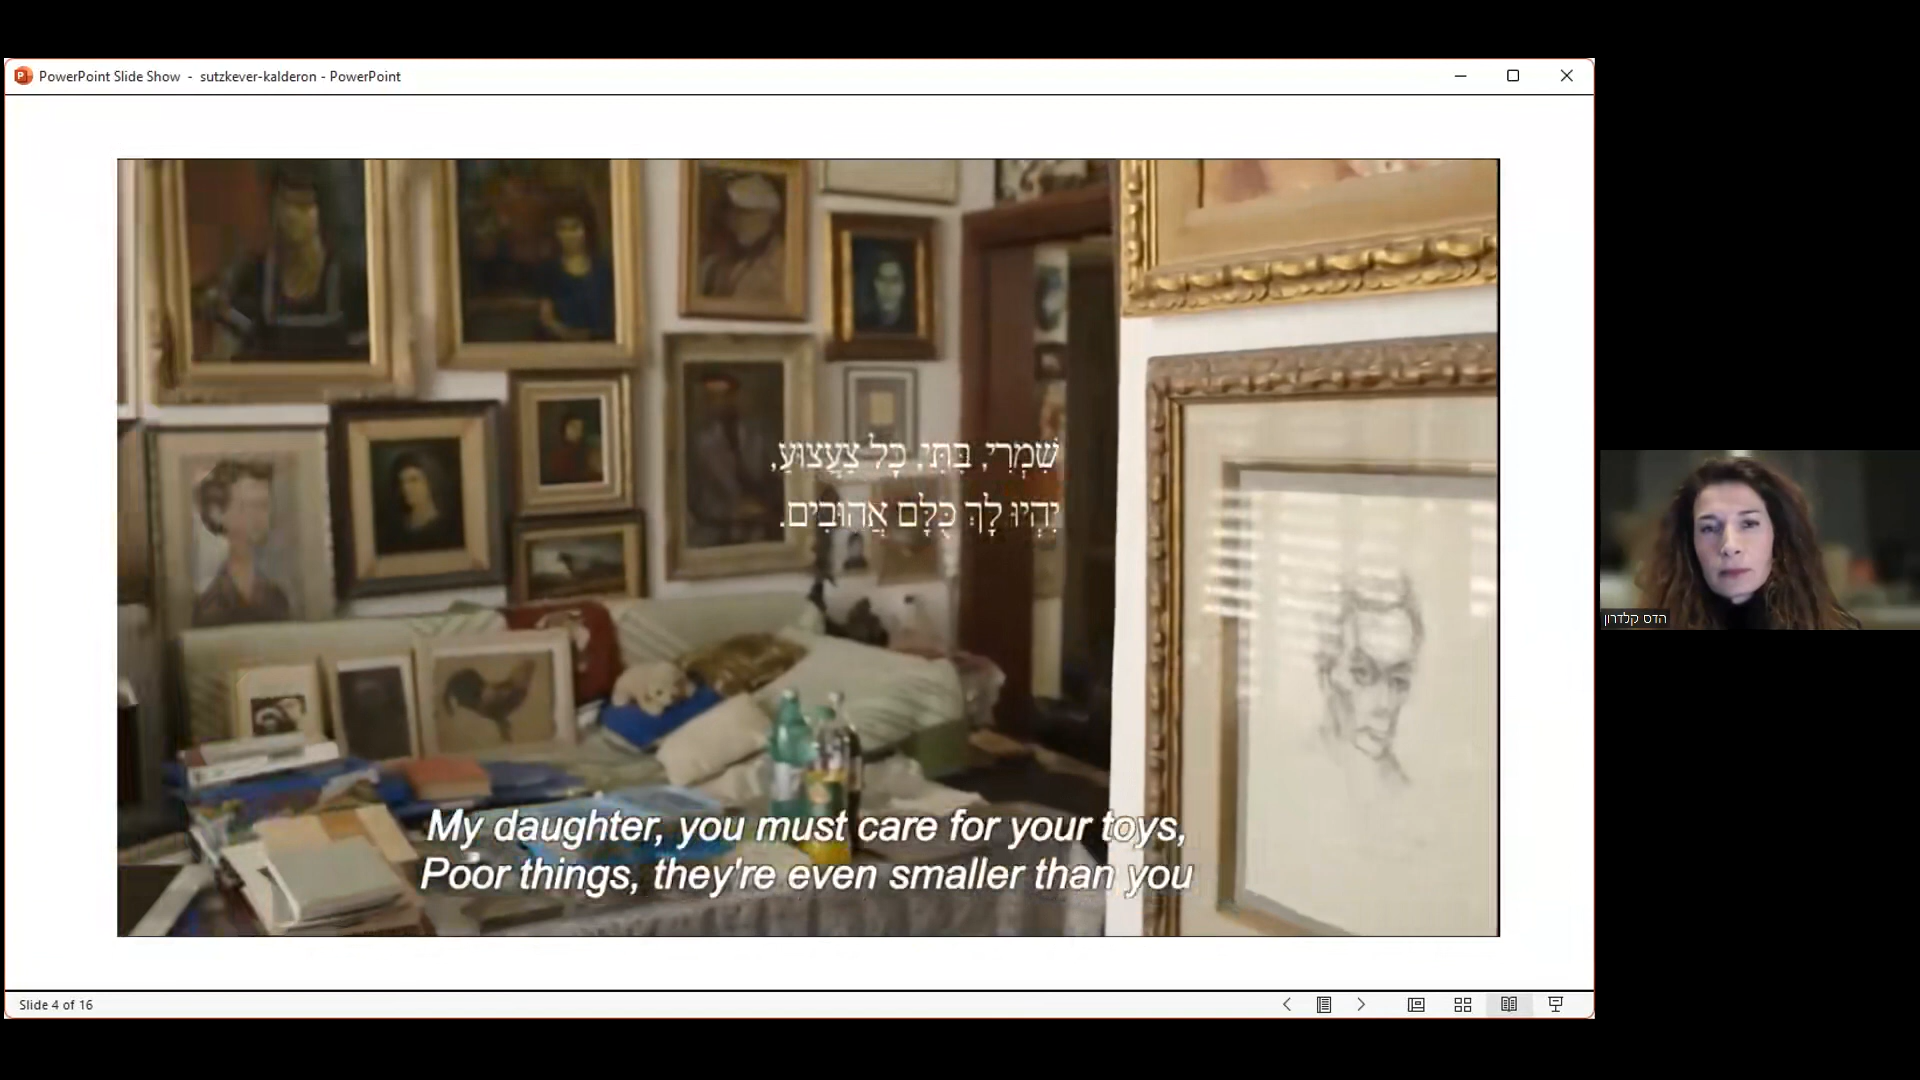 PowerPoint Slide Show - sutzkever-kalderon - PowerPoint
שִׁמְרִי, בִּתִּי, כָּל צַעֲצוּעַ,
יִהְיוּ לָךְ כֻּלָּם אֲהוּבִים.
My daughter, you must care for your toys,
Poor things, they're even smaller than you
הדס קלדרון
Slide 4 of 16